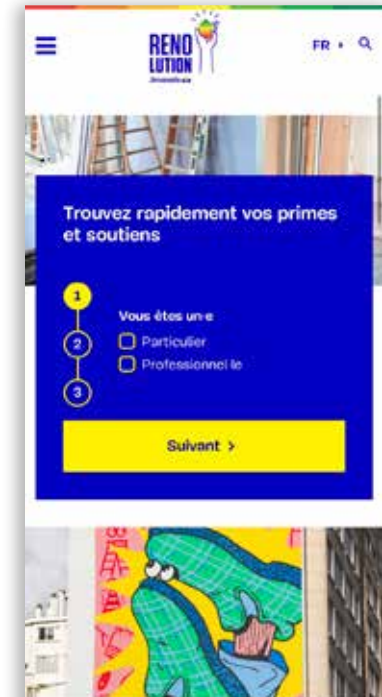 RENO
LUTION
FR
Trouvez rapidement vos primes
et soutiens
1
Vous êtes un·e
2
Particulier
Professionnel·le
3
Suivant >